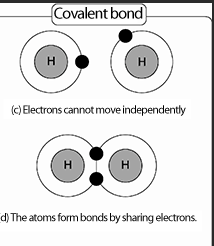 Covalent bond
H H
(c) Electrons cannot move independently
H H
(d) The atoms form bonds by sharing electrons.